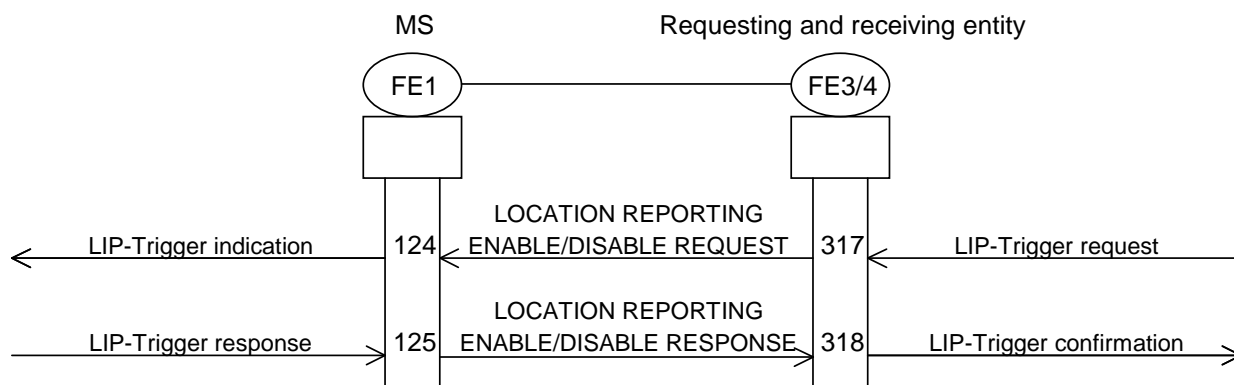 MS
Requesting and receiving entity
FE1
FE3/4
LOCATION REPORTING
LIP-Trigger indication
124
ENABLE/DISABLE REQUEST
317
LIP-Trigger request
LOCATION REPORTING
LIP-Trigger response
125
ENABLE/DISABLE RESPONSE
318
LIP-Trigger confirmation